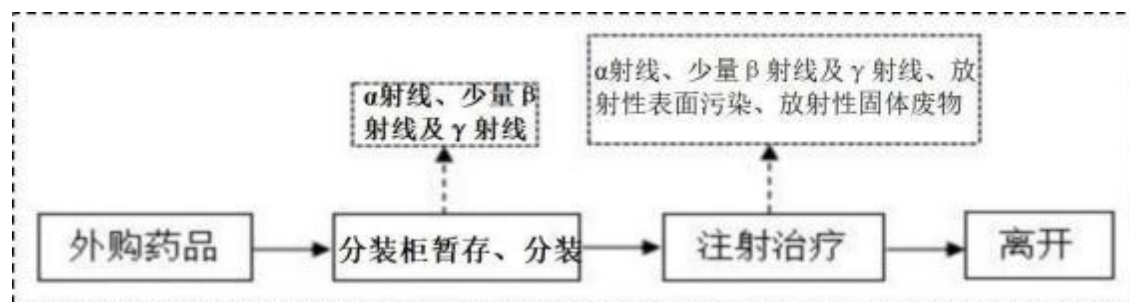 α射线、少量β
射线及γ射线
α射线、少量β射线及γ射线、放
射性表面污染、放射性固体废物
外购药品
分装柜暂存、分装
注射治疗
离开